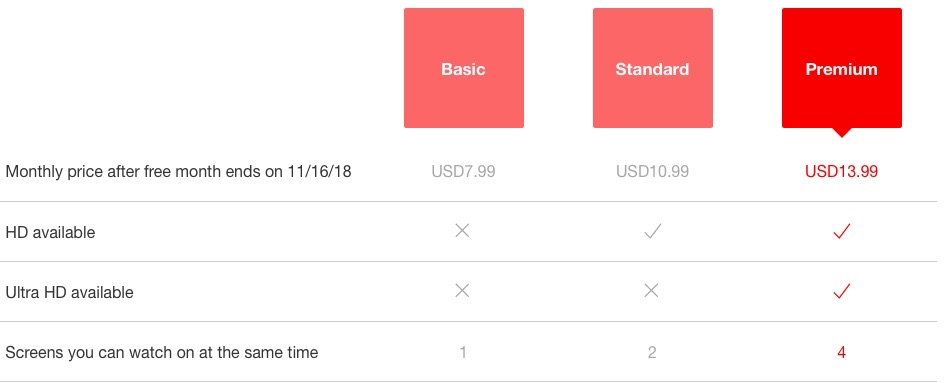 Basic Standard Premium
Monthly price after free month ends on 11/16/18 USD7.99 USD10.99 USD13.99
HD available
Ultra HD available
Screens you can watch on at the same time 1 2 4